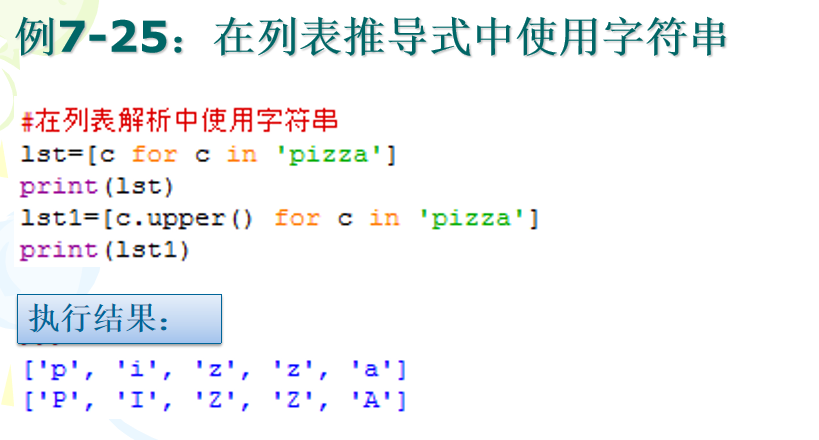 例7-25：在列表推导式中使用字符串
#在列表解析中使用字符串
lst=[c for c in 'pizza']
print(lst)
lst1=[c.upper() for c in 'pizza']
print(lst1)
执行结果：
['p', 'i', 'z', 'z', 'a']
['P', 'I', 'Z', 'Z', 'A']